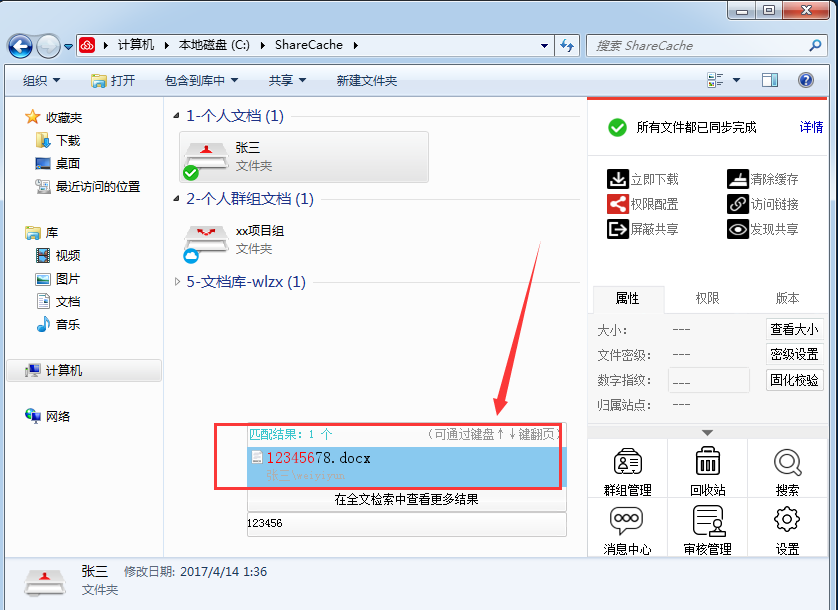 计算机 本地磁盘 (C:) ShareCache
搜索 ShareCache
组织 打开 包含到库中 共享 新建文件夹
收藏夹
下载
桌面
最近访问的位置
库
视频
图片
文档
音乐
计算机
网络
1-个人文档 (1)
张三
文件夹
2-个人群组文档 (1)
xx项目组
文件夹
5-文档库-wlzx (1)
匹配结果: 1 个 (可通过键盘↑↓键翻页)
12345678.docx
在全文检索中查看更多结果
123456
所有文件都已同步完成 详情
立即下载 清除缓存
权限配置 访问链接
屏蔽共享 发现共享
属性 权限 版本
大小: --- 查看大小
文件密级: --- 密级设置
数字指纹: --- 固化校验
归属站点: ---
群组管理 回收站 搜索
消息中心 审核管理 设置
张三 修改日期: 2017/4/14 1:36
文件夹